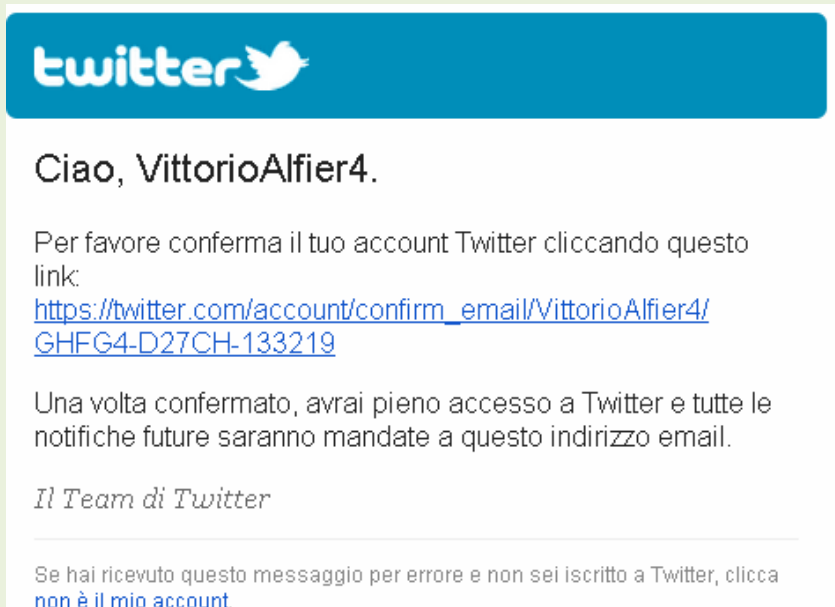 twitter
Ciao, VittorioAlfier4.
Per favore conferma il tuo account Twitter cliccando questo
link:
https://twitter.com/account/confirm_email/VittorioAlfier4/
GHFG4-D27CH-133219
Una volta confermato, avrai pieno accesso a Twitter e tutte le
notifiche future saranno mandate a questo indirizzo email.
Il Team di Twitter
Se hai ricevuto questo messaggio per errore e non sei iscritto a Twitter, clicca
non è il mio account.